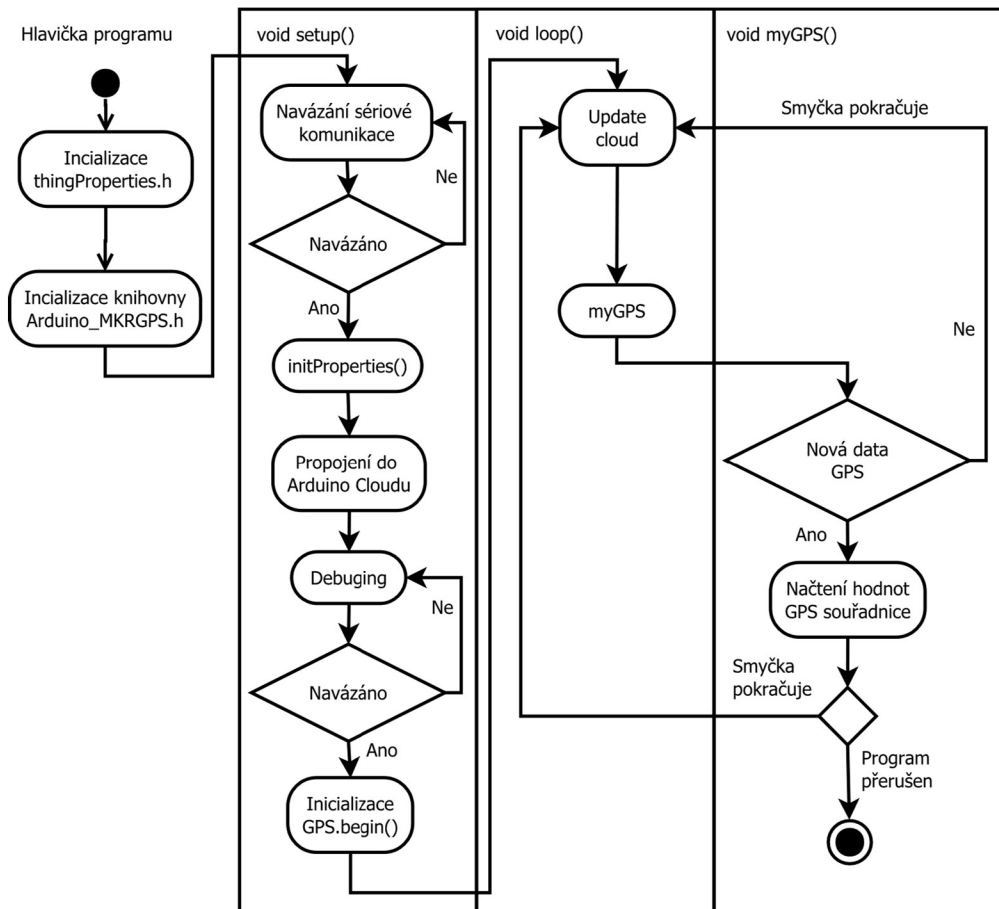 Hlavička programu
Incializace
thingProperties.h
Incializace knihovny
Arduino_MKRGPS.h
void setup()
Navázání sériové
komunikace
Ne
Navázáno
Ano
initProperties()
Propojení do
Arduino Cloudu
Debuging
Ne
Navázáno
Ano
Inicializace
GPS.begin()
void loop()
Update
cloud
myGPS
void myGPS()
Smyčka pokračuje
Ne
Nová data
GPS
Ano
Načtení hodnot
GPS souřadnice
Smyčka
pokračuje
Program
přerušen